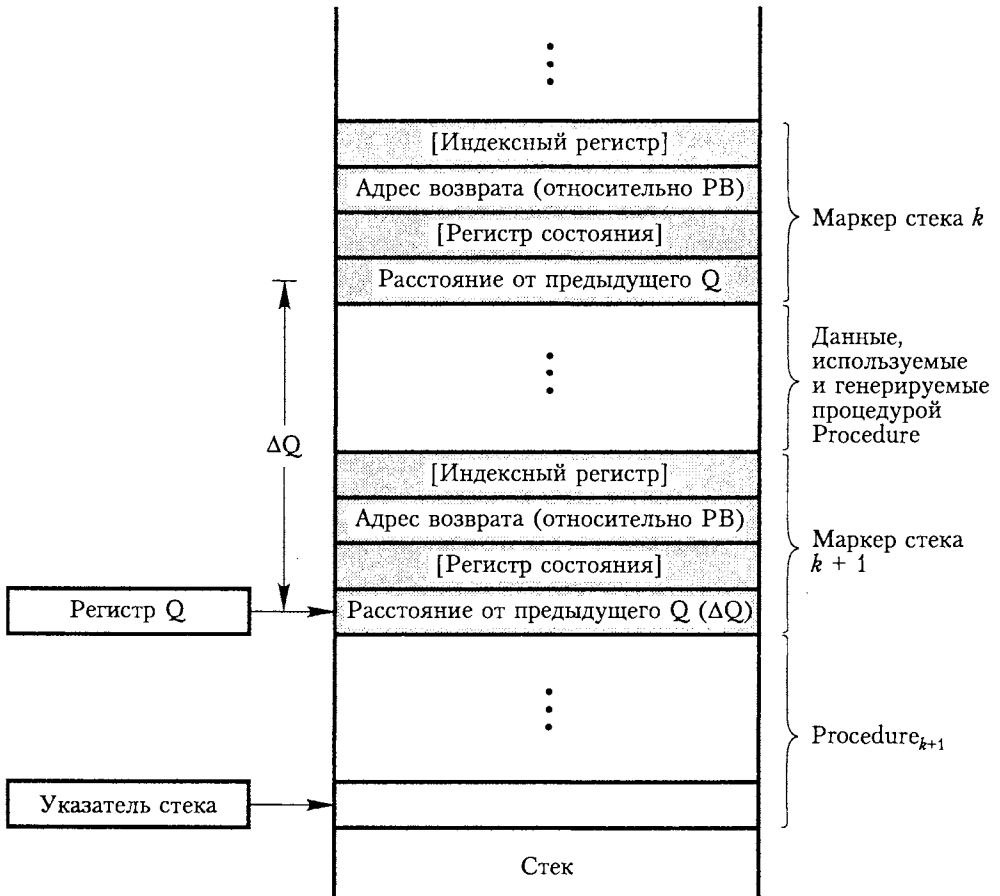 [Индексный регистр]
Адрес возврата (относительно PB)
[Регистр состояния]
Расстояние от предыдущего Q
Маркер стека k
Данные,
используемые
и генерируемые
процедурой
Procedure
ΔQ
[Индексный регистр]
Адрес возврата (относительно PB)
[Регистр состояния]
Расстояние от предыдущего Q (ΔQ)
Маркер стека
k + 1
Регистр Q
Procedureₖ₊₁
Указатель стека
Стек